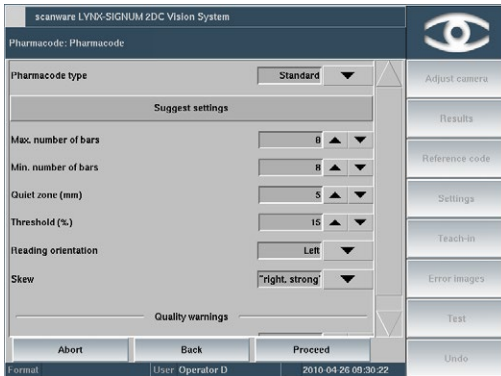 scanware LYNX-SIGNUM 2DC Vision System
Pharmacode: Pharmacode
Pharmacode type Standard
Suggest settings
Max. number of bars 8
Min. number of bars 8
Quiet zone (mm) 5
Threshold (%) 15
Reading orientation Left
Skew "right, strong"
Quality warnings
Abort Back Proceed
Format User Operator D 2010-04-26 09:30:22
Adjust camera
Results
Reference code
Settings
Teach-in
Error images
Test
Undo